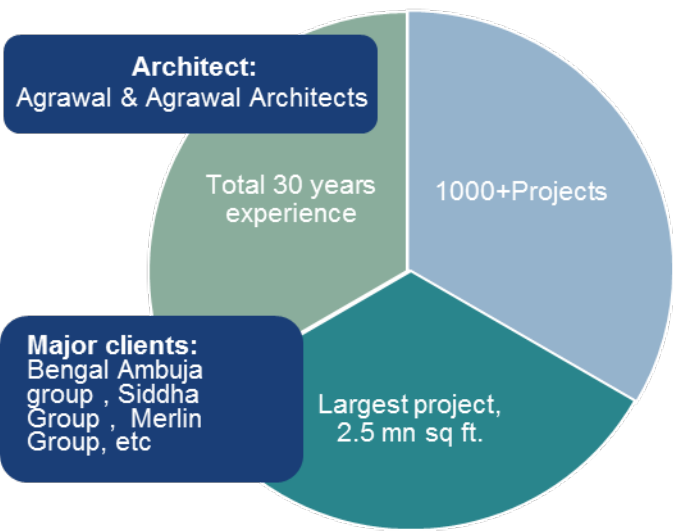 Architect:
Agrawal & Agrawal Architects
Total 30 years
experience
1000+Projects
Major clients:
Bengal Ambuja
group , Siddha
Group , Merlin
Group, etc
Largest project,
2.5 mn sq ft.